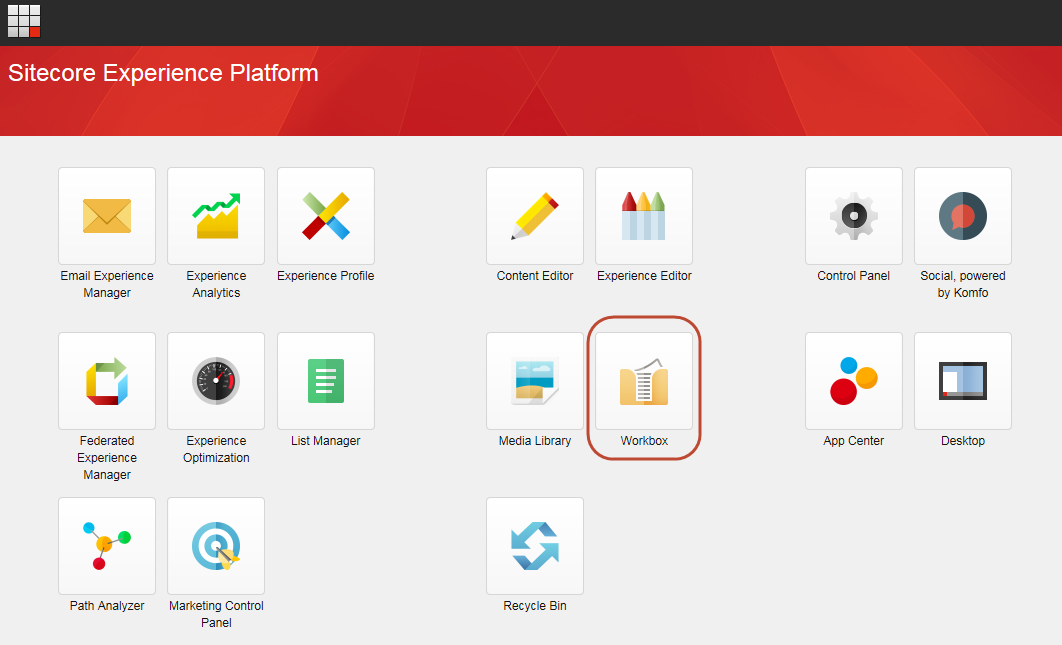 Sitecore Experience Platform
Email Experience
Manager
Experience
Analytics
Experience Profile
Content Editor
Experience Editor
Control Panel
Social, powered
by Komfo
Federated
Experience
Manager
Experience
Optimization
List Manager
Media Library
Workbox
App Center
Desktop
Path Analyzer
Marketing Control
Panel
Recycle Bin